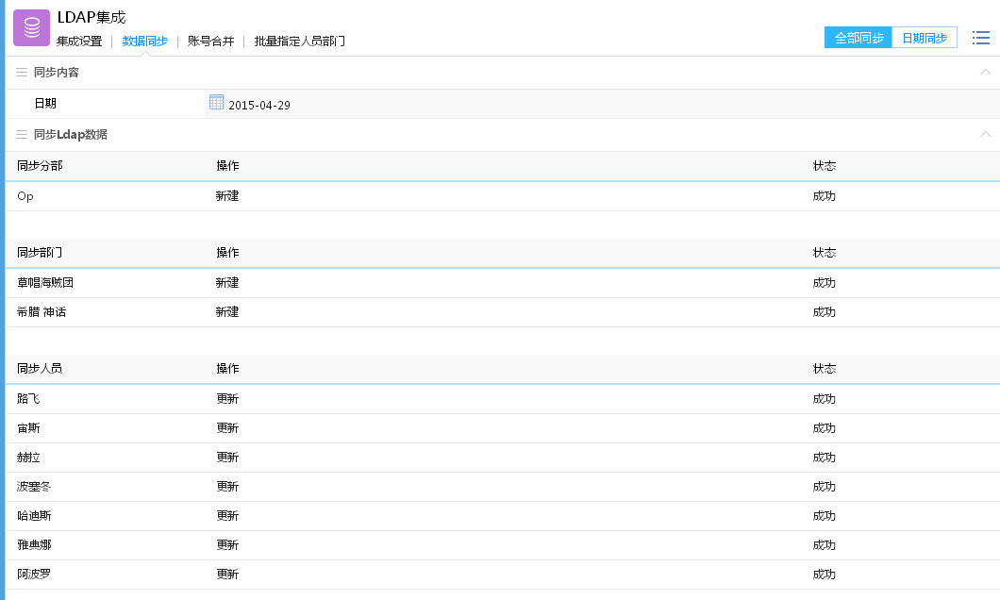 LDAP集成
集成设置 | 数据同步 | 账号合并 | 批量指定人员部门
全部同步 日期同步
同步内容
日期 2015-04-29
同步Ldap数据
同步分部 操作 状态
Op 新建 成功
同步部门 操作 状态
草帽海贼团 新建 成功
希腊 神话 新建 成功
同步人员 操作 状态
路飞 更新 成功
宙斯 更新 成功
赫拉 更新 成功
波塞冬 更新 成功
哈迪斯 更新 成功
雅典娜 更新 成功
阿波罗 更新 成功